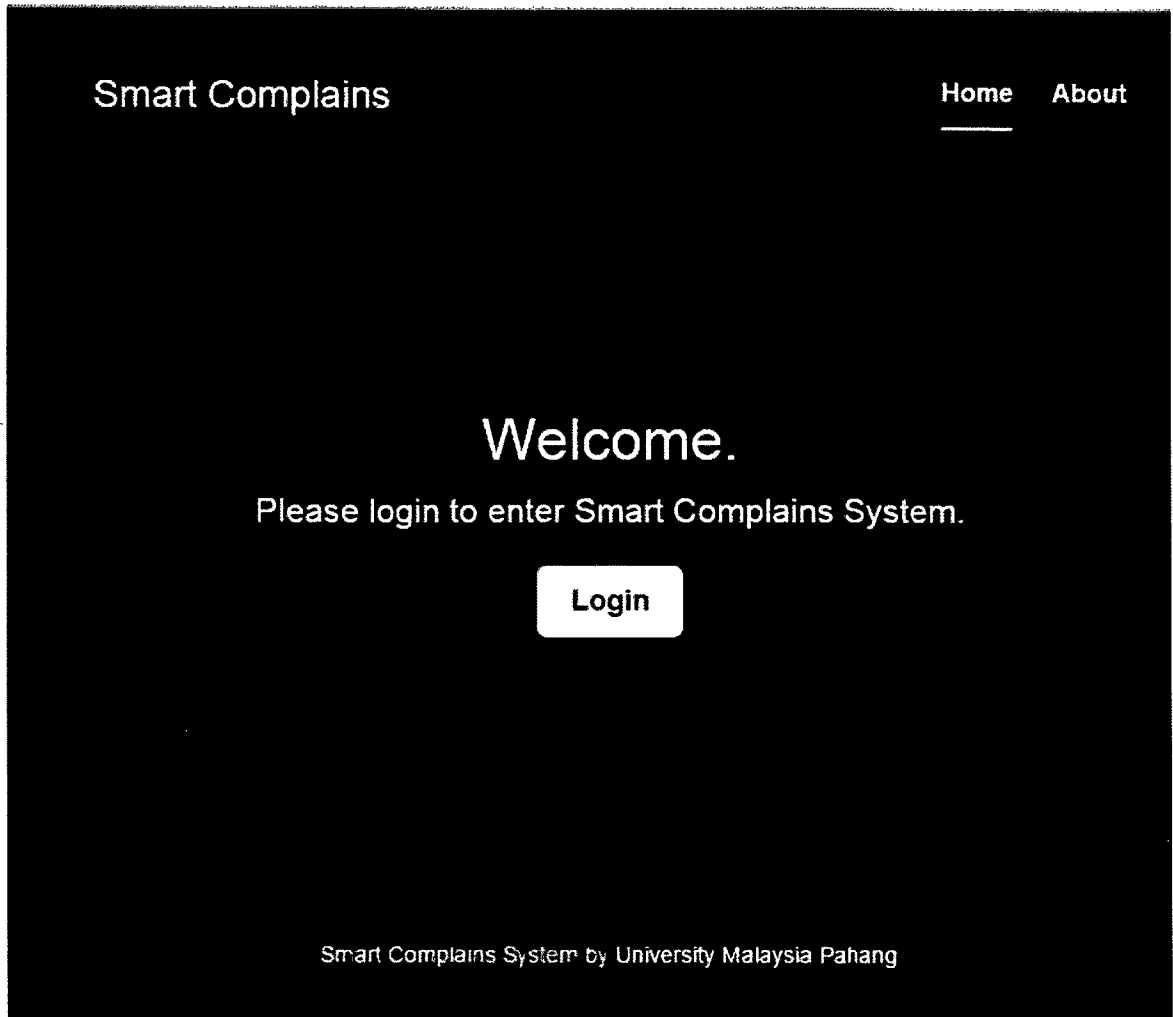 Smart Complains
Home About
Welcome.
Please login to enter Smart Complains System.
Login
Smart Complains System by University Malaysia Pahang